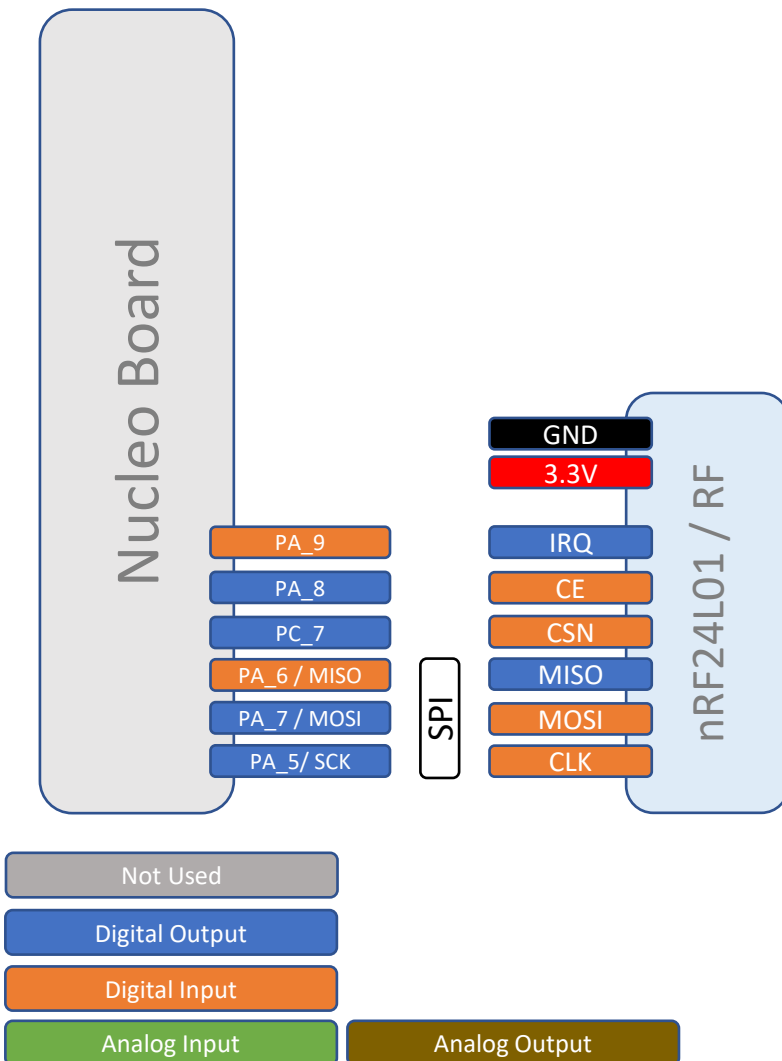 Nucleo Board
GND
3.3V
PA_9
IRQ
PA_8
CE
PC_7
CSN
PA_6 / MISO
MISO
PA_7 / MOSI
MOSI
PA_5/ SCK
CLK
SPI
nRF24L01 / RF
Not Used
Digital Output
Digital Input
Analog Input
Analog Output